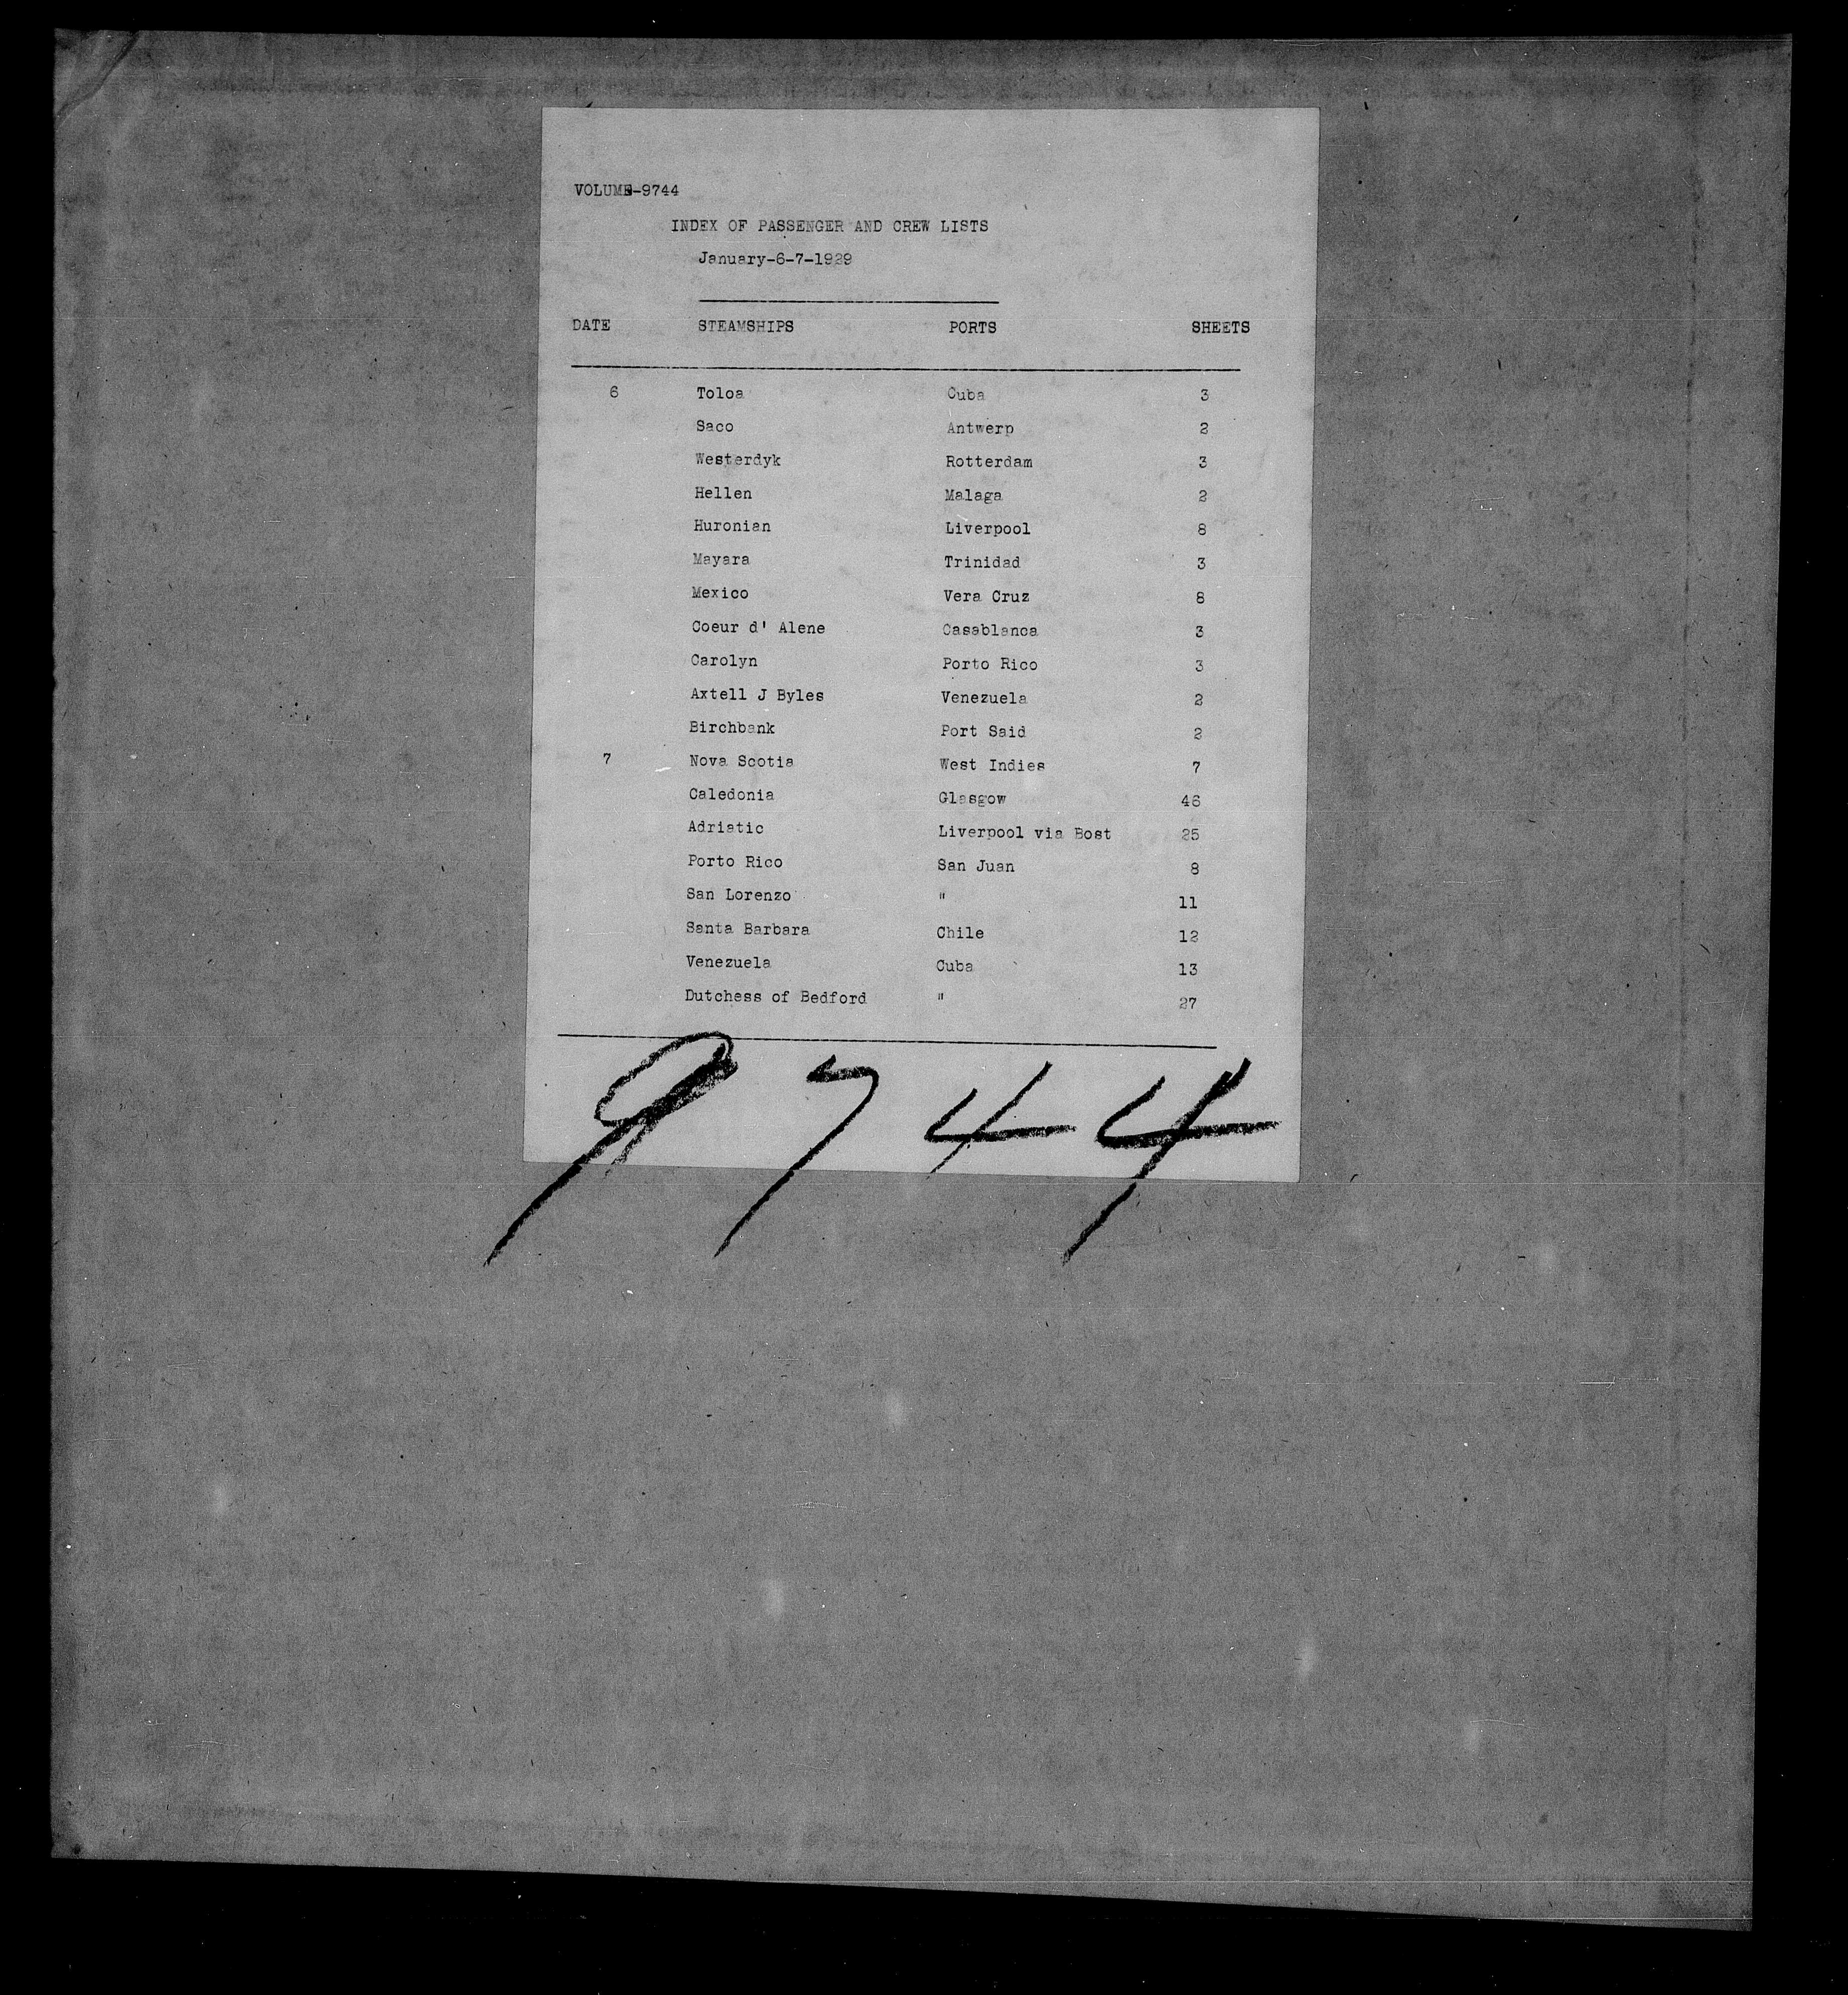 VOLUME-9744
INDEX OF PASSENGER AND CREW LISTS
January-6-7-1929
DATE STEAMSHIPS PORTS SHEETS
6 Toloa Cuba 3
Saco Antwerp 2
Westerdyk Rotterdam 3
Hellen Malaga 2
Huronian Liverpool 8
Mayara Trinidad 3
Mexico Vera Cruz 8
Coeur d' Alene Casablanca 3
Carolyn Porto Rico 3
Axtell J Byles Venezuela 2
Birchbank Port Said 2
7 Nova Scotia West Indies 7
Caledonia Glasgow 46
Adriatic Liverpool via Bost 25
Porto Rico San Juan 8
San Lorenzo " 11
Santa Barbara Chile 12
Venezuela Cuba 13
Dutchess of Bedford " 27
9744